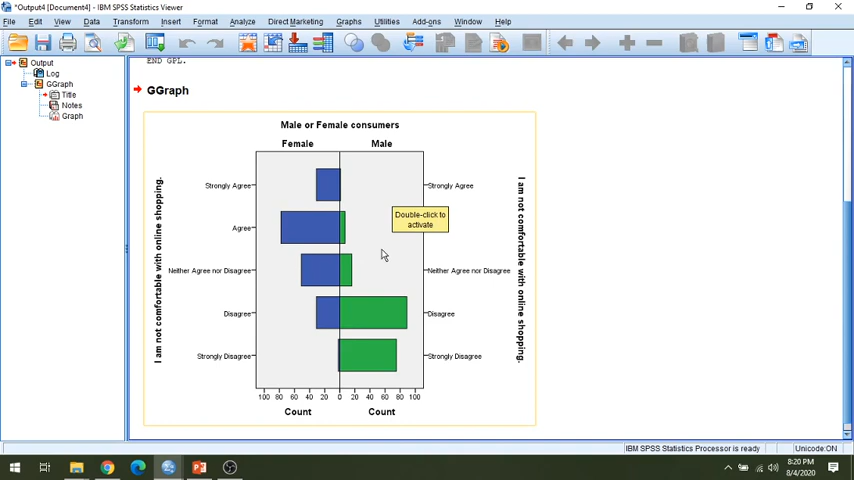 *Output4 [Document4] - IBM SPSS Statistics Viewer
File Edit View Data Transform Insert Format Analyze Direct Marketing Graphs Utilities Add-ons Window Help
Output
Log
GGraph
Title
Notes
Graph
END GPL.
GGraph
Male or Female consumers
Female Male
Strongly Agree Strongly Agree
Double-click to
activate
Agree
Neither Agree nor Disagree Neither Agree nor Disagree
Disagree Disagree
Strongly Disagree Strongly Disagree
I am not comfortable with online shopping.
I am not comfortable with online shopping.
100 80 60 40 20 0 20 40 60 80 100
Count Count
IBM SPSS Statistics Processor is ready Unicode:ON
8:20 PM
8/4/2020